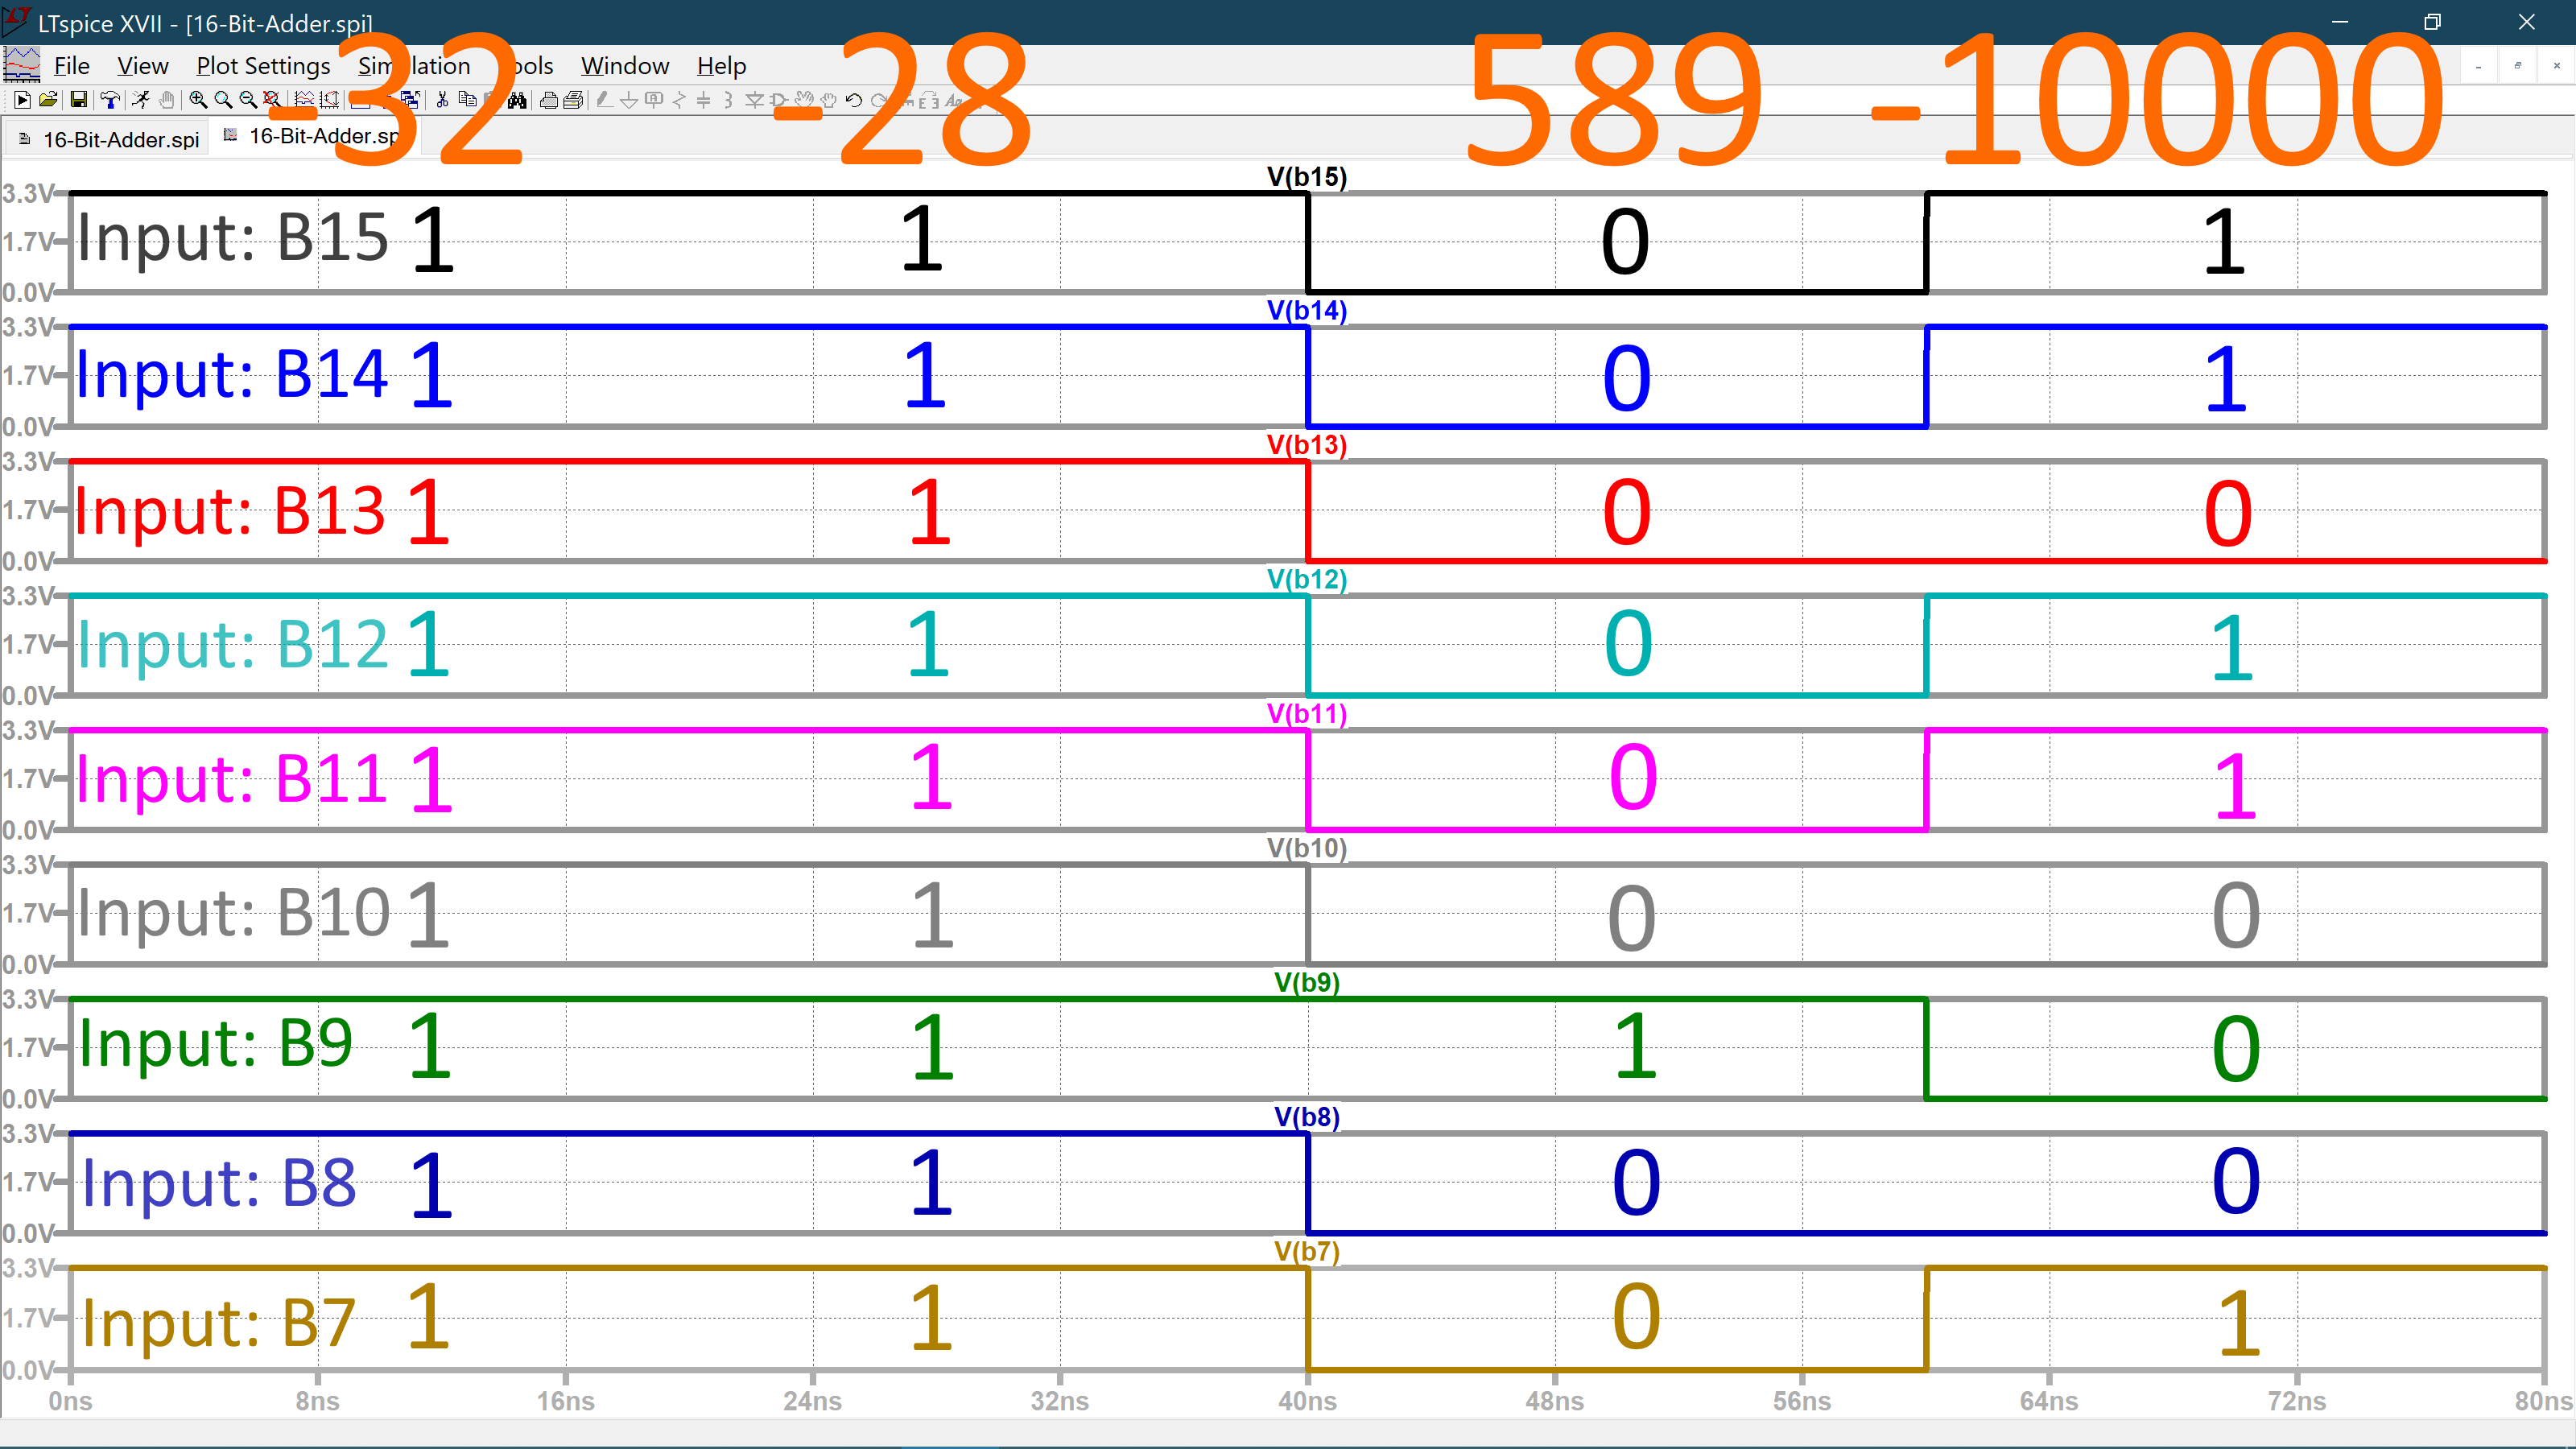 LTspice XVII - [16-Bit-Adder.spi]
File View Plot Settings Simulation Tools Window Help
-32 -28 589 -10000
16-Bit-Adder.spi 16-Bit-Adder.sp
V(b15)
3.3V
1.7V Input: B15 1 1 0 1
0.0V
V(b14)
3.3V
1.7V Input: B14 1 1 0 1
0.0V
V(b13)
3.3V
1.7V Input: B13 1 1 0 0
0.0V
V(b12)
3.3V
1.7V Input: B12 1 1 0 1
0.0V
V(b11)
3.3V
1.7V Input: B11 1 1 0 1
0.0V
V(b10)
3.3V
1.7V Input: B10 1 1 0 0
0.0V
V(b9)
3.3V
1.7V Input: B9 1 1 1 0
0.0V
V(b8)
3.3V
1.7V Input: B8 1 1 0 0
0.0V
V(b7)
3.3V
1.7V Input: B7 1 1 0 1
0.0V
0ns 8ns 16ns 24ns 32ns 40ns 48ns 56ns 64ns 72ns 80ns